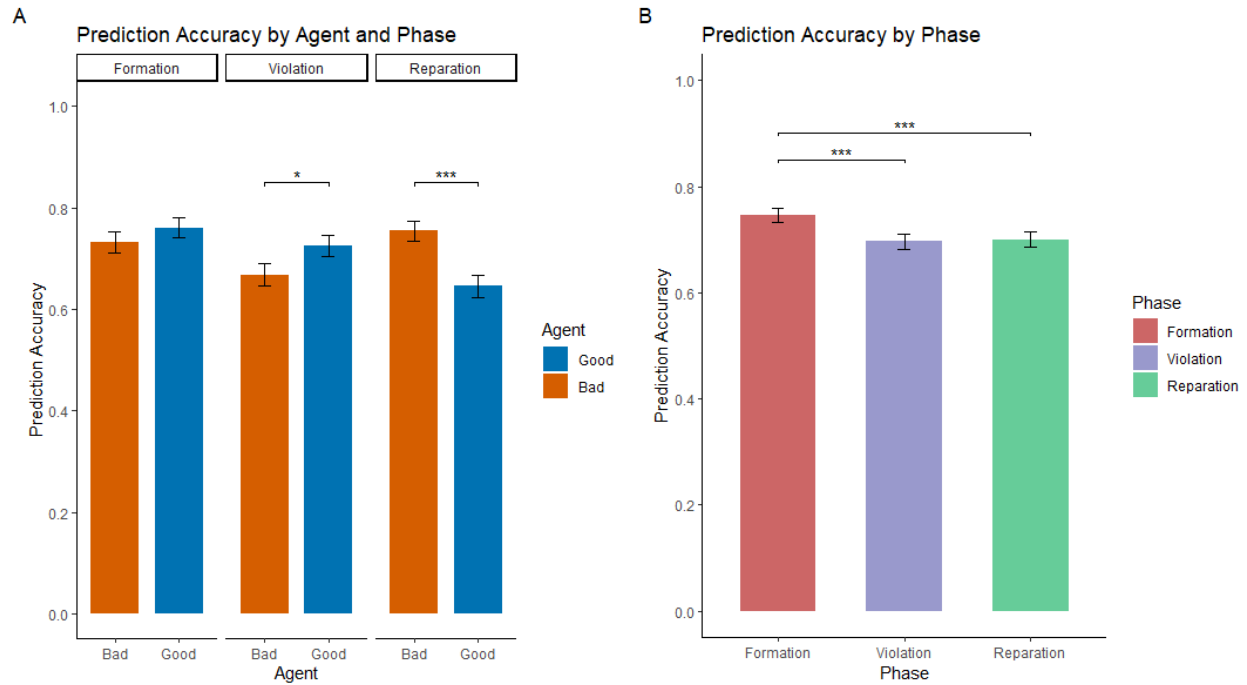 A
Prediction Accuracy by Agent and Phase
Formation
Violation
Reparation
1.0
0.8
0.6
0.4
0.2
0.0
Prediction Accuracy
*
***
Bad
Good
Bad
Good
Bad
Good
Agent
Agent
Good
Bad
B
Prediction Accuracy by Phase
1.0
0.8
0.6
0.4
0.2
0.0
Prediction Accuracy
***
***
Formation
Violation
Reparation
Phase
Phase
Formation
Violation
Reparation